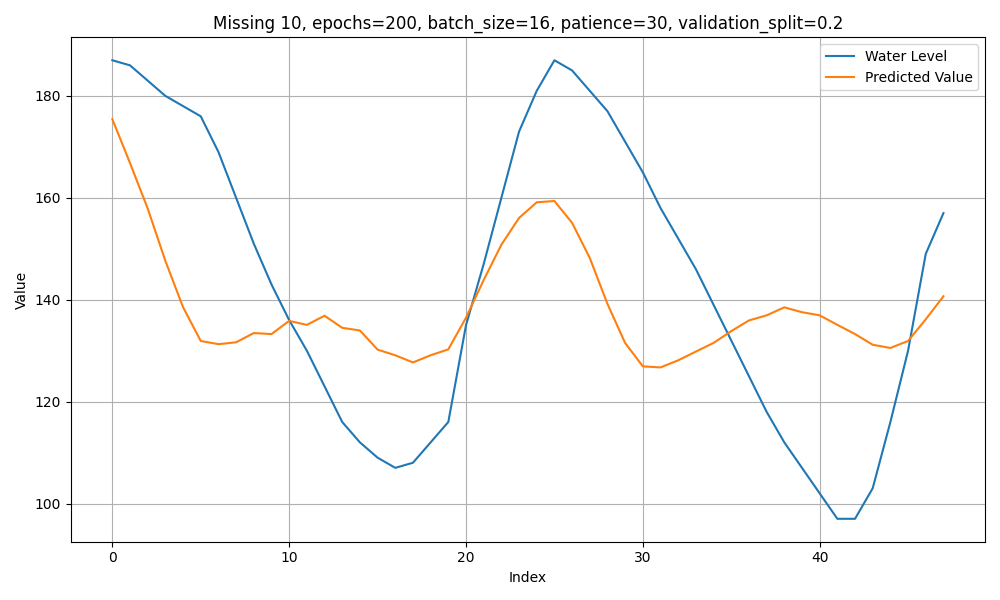 Missing 10, epochs=200, batch_size=16, patience=30, validation_split=0.2
Water Level
Predicted Value
Value
180
160
140
120
100
0 10 20 30 40
Index